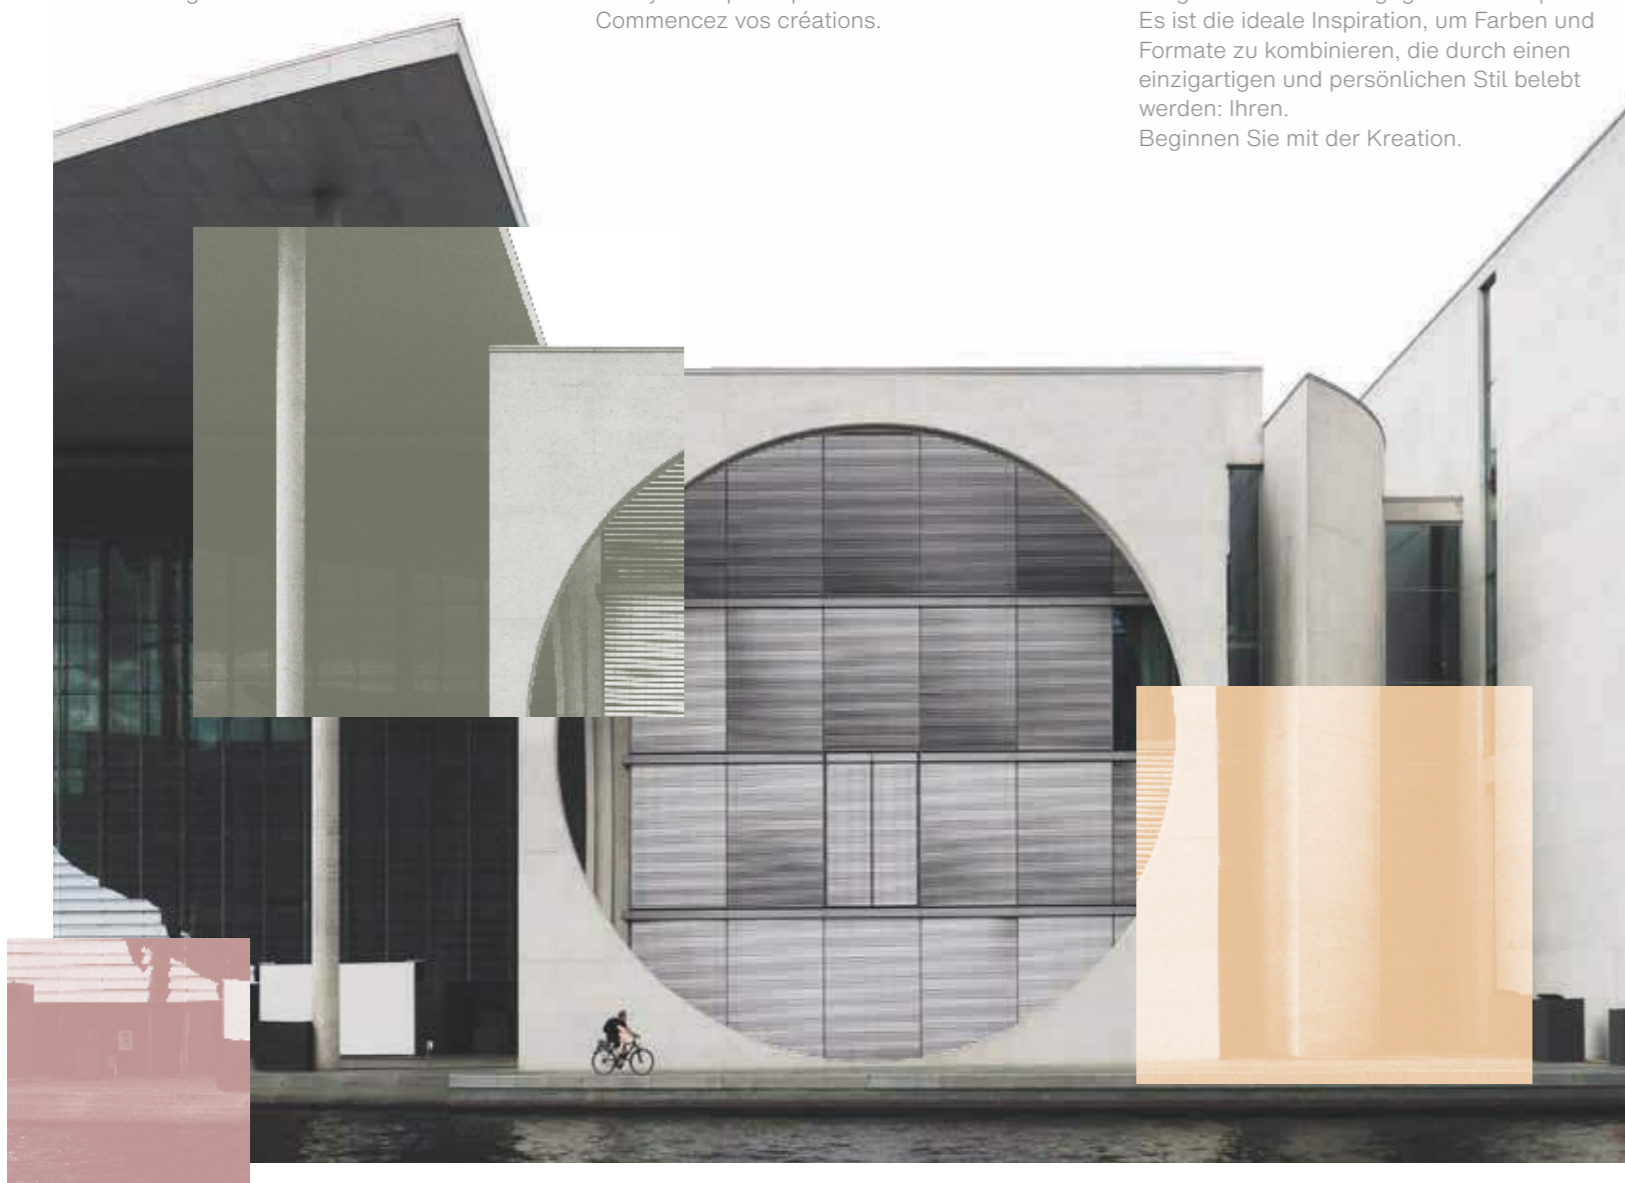 Commencez vos créations.
Es ist die ideale Inspiration, um Farben und
Formate zu kombinieren, die durch einen
einzigartigen und persönlichen Stil belebt
werden: Ihren.
Beginnen Sie mit der Kreation.